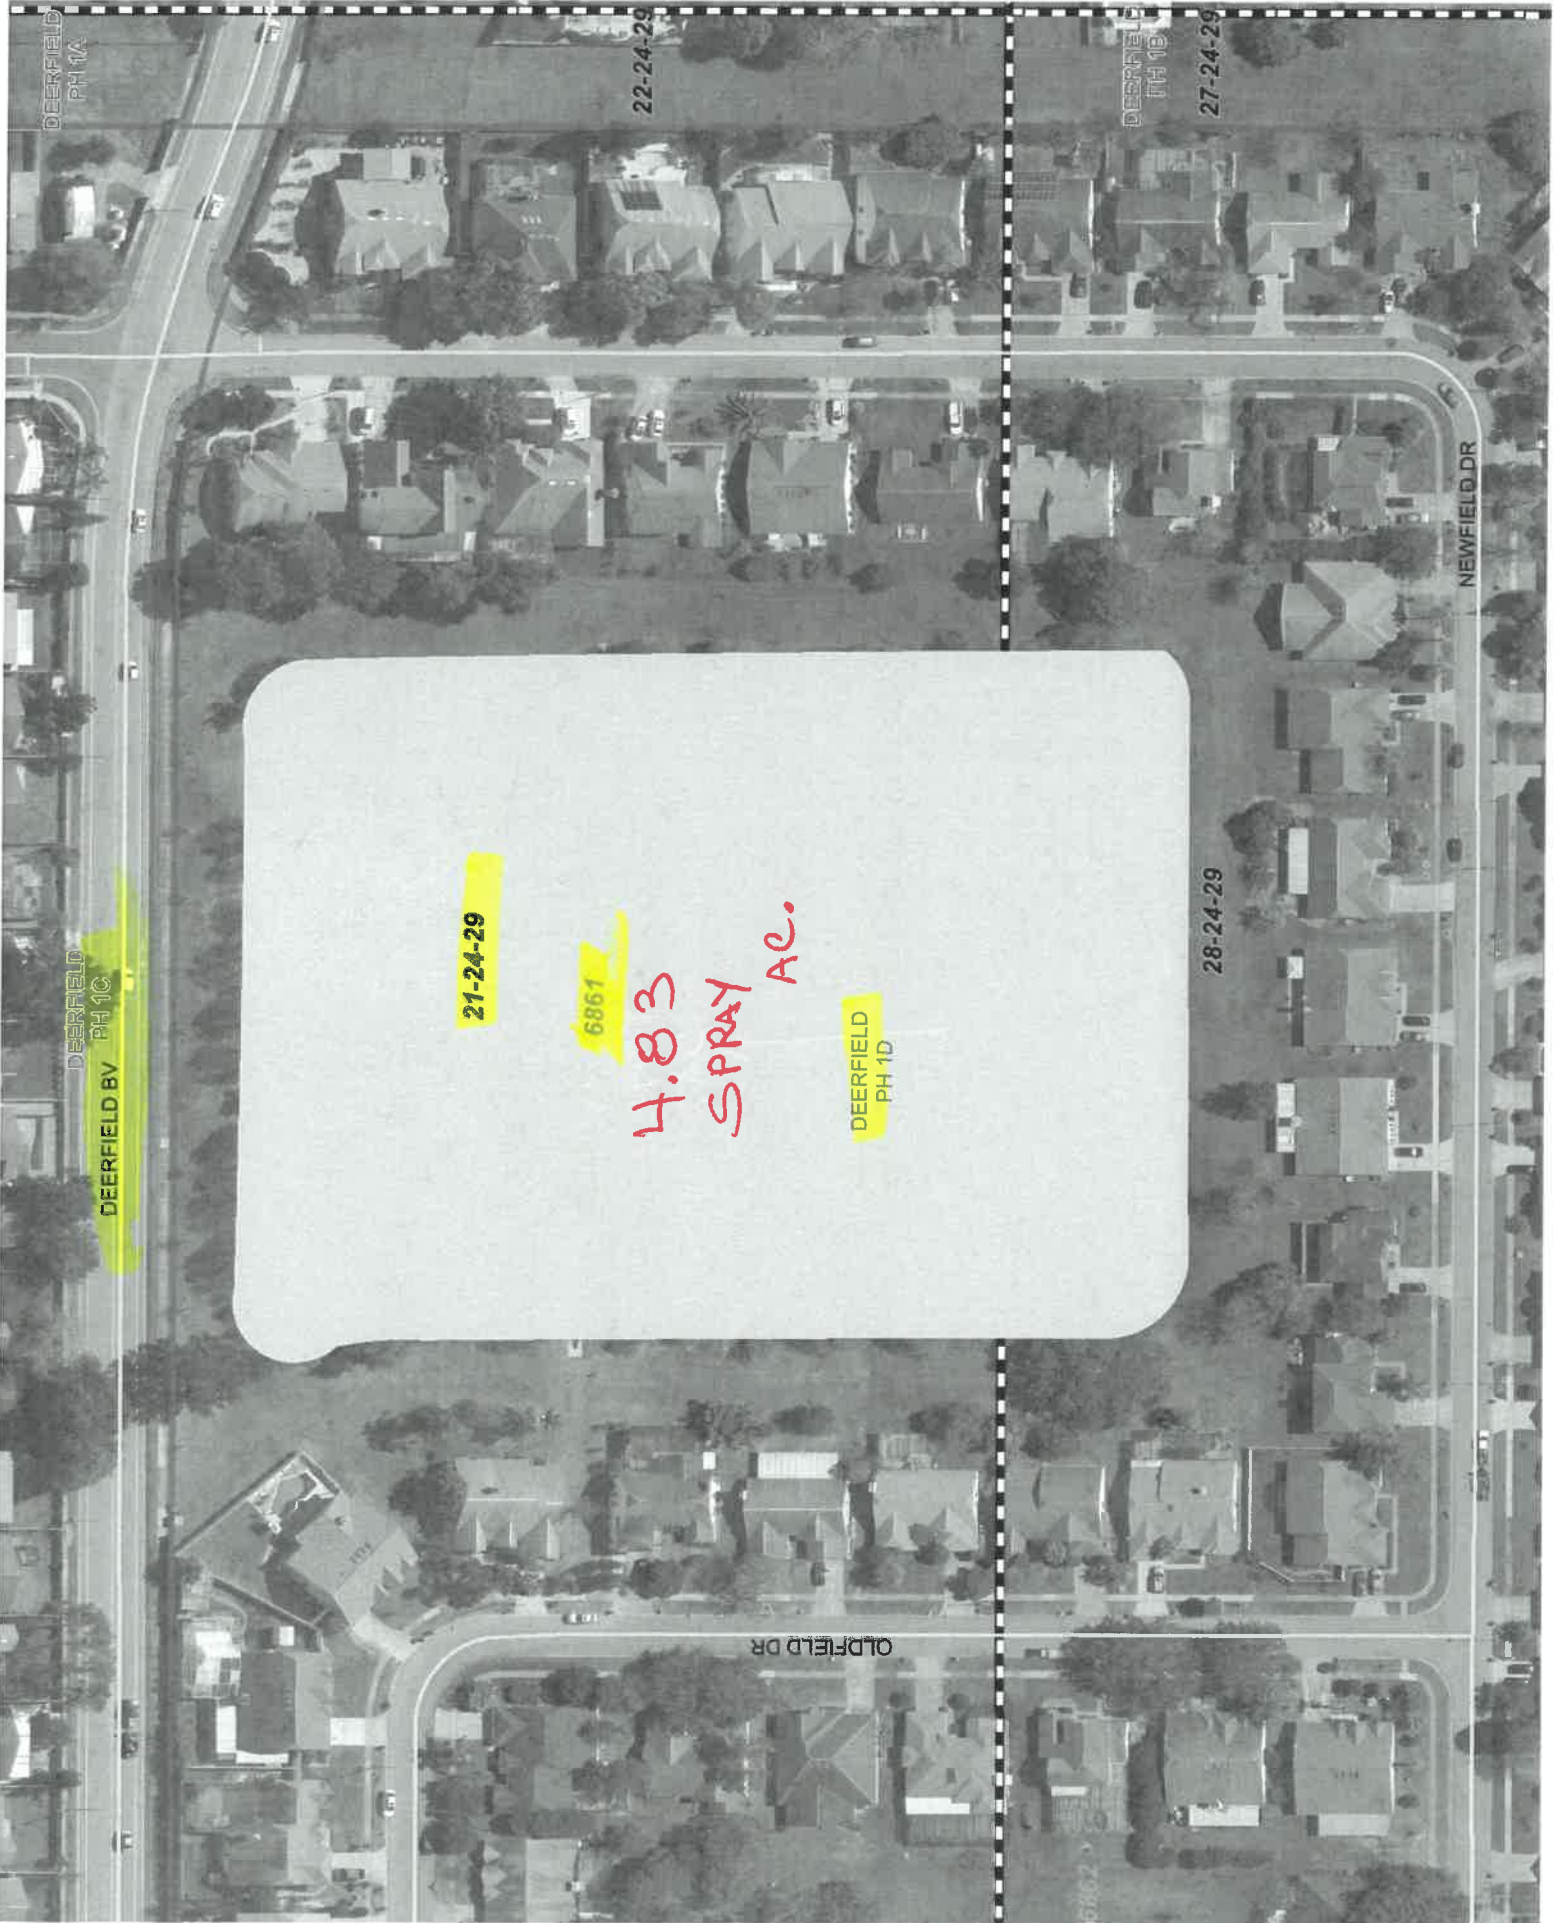 DEERFIELD
PH 1A
22-24-29
DEERFIELD
PH 1B
27-24-29
DEERFIELD
PH 1C
DEERFIELD BV
21-24-29
6861
4.83
SPRAY
AC.
DEERFIELD
PH 1D
28-24-29
NEWFIELD DR
OLDFIELD DR
6862